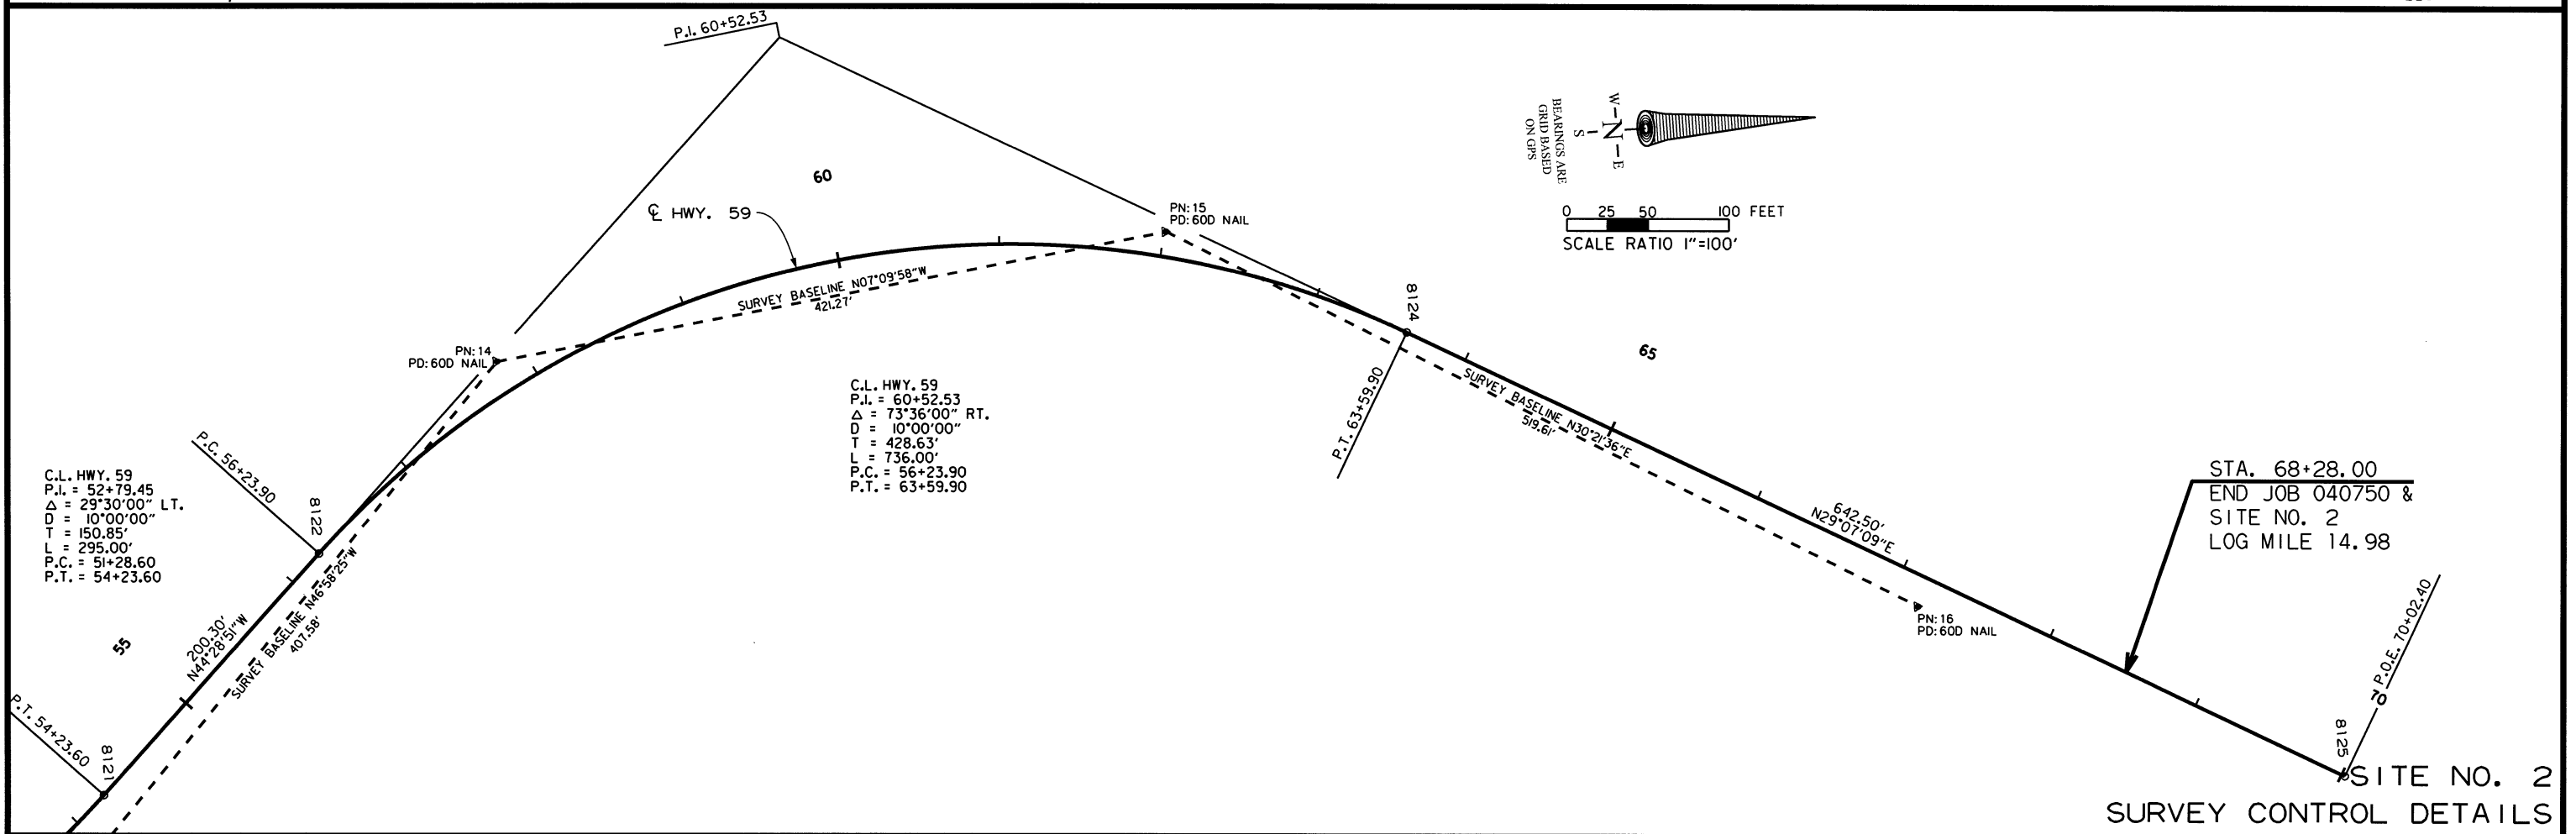 P.I. 60+52.53
℄ HWY. 59
60
PN: 15
PD: 60D NAIL
BEARINGS ARE
GRID BASED
ON GPS
W
S
N
E
0 25 50 100 FEET
SCALE RATIO 1"=100'
PN: 14
PD: 60D NAIL
SURVEY BASELINE N07°09'58"W
421.27'
8124
P.T. 63+59.90
65
SURVEY BASELINE N30°21'36"E
519.61'
C.L. HWY. 59
P.I. = 60+52.53
Δ = 73°36'00" RT.
D = 10°00'00"
T = 428.63'
L = 736.00'
P.C. = 56+23.90
P.T. = 63+59.90
P.C. 56+23.90
8122
C.L. HWY. 59
P.I. = 52+79.45
Δ = 29°30'00" LT.
D = 10°00'00"
T = 150.85'
L = 295.00'
P.C. = 51+28.60
P.T. = 54+23.60
55
200.30'
N44°28'51"W
SURVEY BASELINE N46°58'25"W
407.58'
P.T. 54+23.60
8121
642.50'
N29°07'09"E
PN: 16
PD: 60D NAIL
STA. 68+28.00
END JOB 040750 &
SITE NO. 2
LOG MILE 14.98
P.O.E. 70+02.40
70
8125
SITE NO. 2
SURVEY CONTROL DETAILS